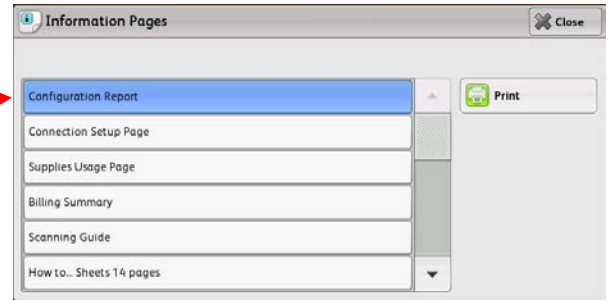 Information Pages
Close
Configuration Report
Print
Connection Setup Page
Supplies Usage Page
Billing Summary
Scanning Guide
How to... Sheets 14 pages